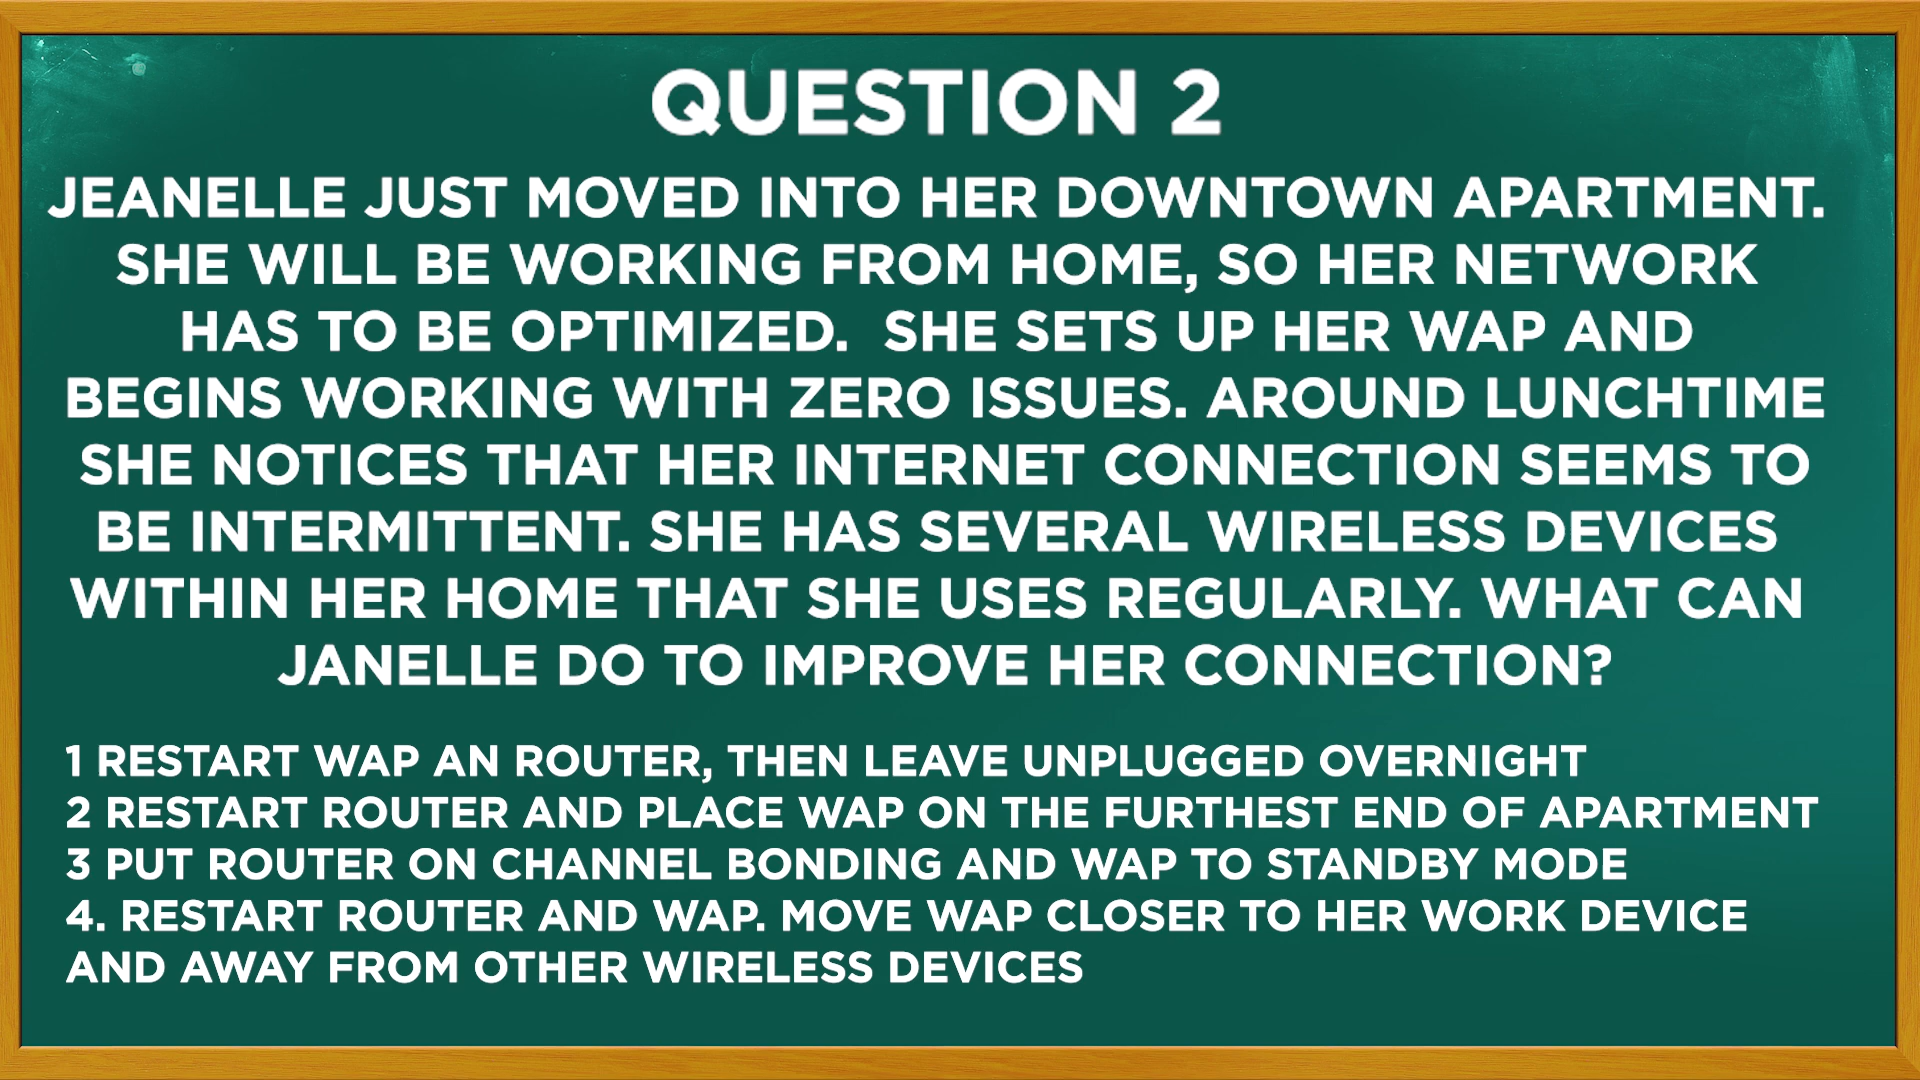 QUESTION 2
JEANELLE JUST MOVED INTO HER DOWNTOWN APARTMENT.
SHE WILL BE WORKING FROM HOME, SO HER NETWORK
HAS TO BE OPTIMIZED.  SHE SETS UP HER WAP AND
BEGINS WORKING WITH ZERO ISSUES. AROUND LUNCHTIME
SHE NOTICES THAT HER INTERNET CONNECTION SEEMS TO
BE INTERMITTENT. SHE HAS SEVERAL WIRELESS DEVICES
WITHIN HER HOME THAT SHE USES REGULARLY. WHAT CAN
JANELLE DO TO IMPROVE HER CONNECTION?
1 RESTART WAP AN ROUTER, THEN LEAVE UNPLUGGED OVERNIGHT
2 RESTART ROUTER AND PLACE WAP ON THE FURTHEST END OF APARTMENT
3 PUT ROUTER ON CHANNEL BONDING AND WAP TO STANDBY MODE
4. RESTART ROUTER AND WAP. MOVE WAP CLOSER TO HER WORK DEVICE
AND AWAY FROM OTHER WIRELESS DEVICES